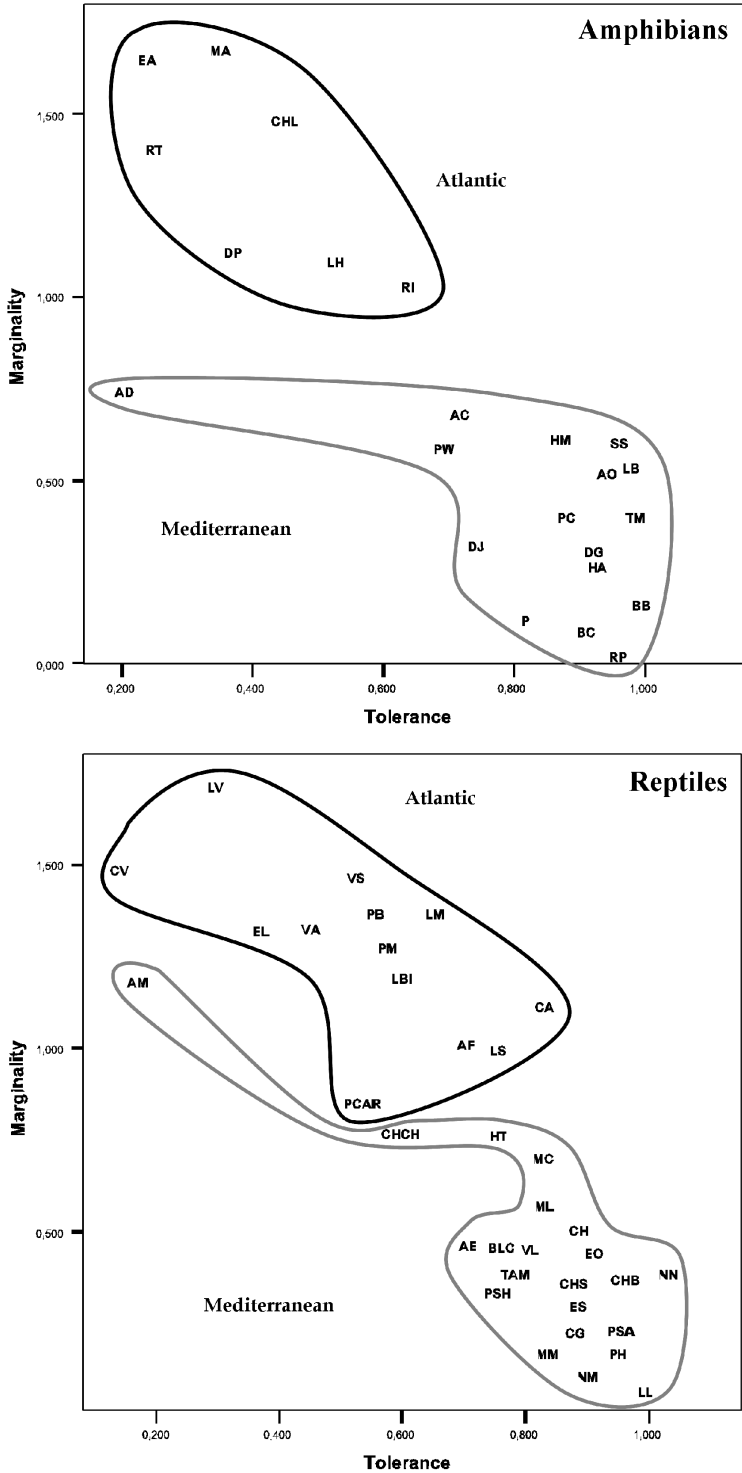 Amphibians
EA MA
1,500 CHL
RT
Atlantic
DP LH
RI
1,000
Marginality
AD
AC
PW HM SS
LB
0,500 AO
Mediterranean PC TM
DJ DG
HA
BB
P BC
RP
0,000
0,200 0,400 0,600 0,800 1,000
Tolerance
Reptiles
LV Atlantic
1,500 CV VS
PB LM
EL VA
PM
LBI
AM
CA
1,000 AF LS
Marginality
PCAR
CHCH HT
MC
ML
0,500 CH
AE BLC VL EO
TAM CHS CHB NN
PSH
Mediterranean ES
CG PSA
MM PH
NM
LL
0,200 0,400 0,600 0,800 1,000
Tolerance